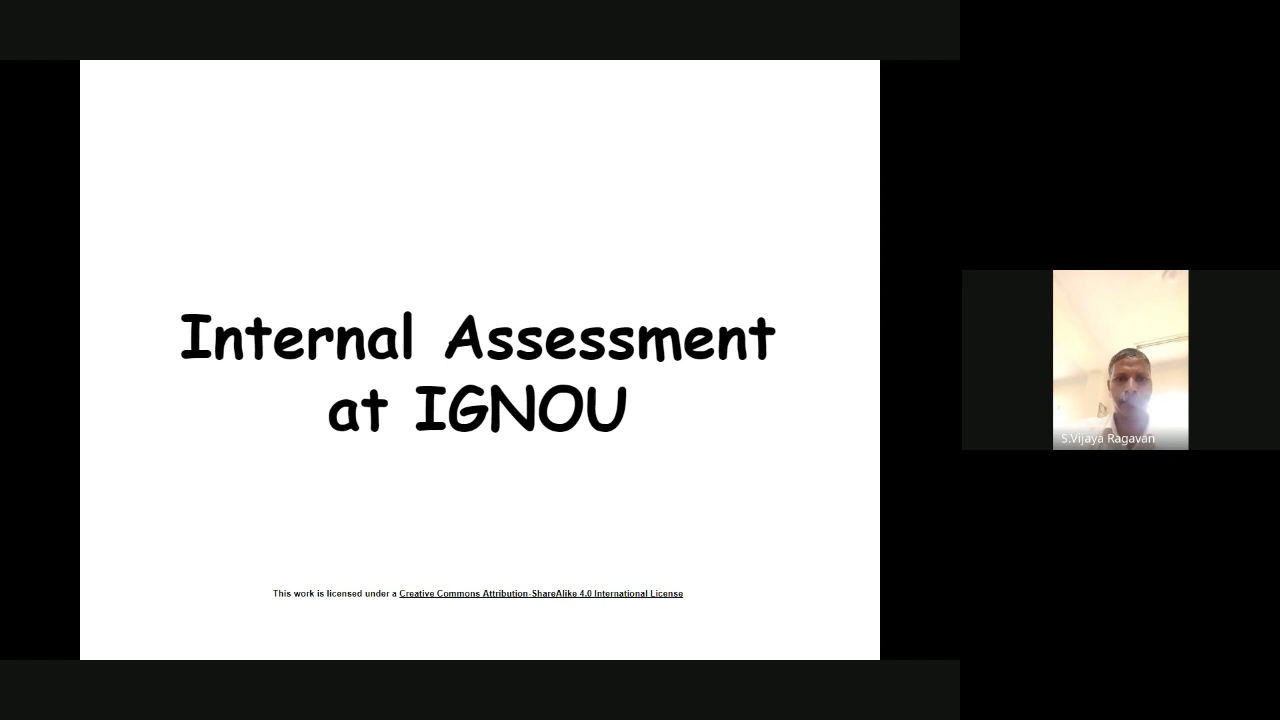 Internal Assessment
at IGNOU
This work is licensed under a Creative Commons Attribution-ShareAlike 4.0 International License
S.Vijaya Ragavan